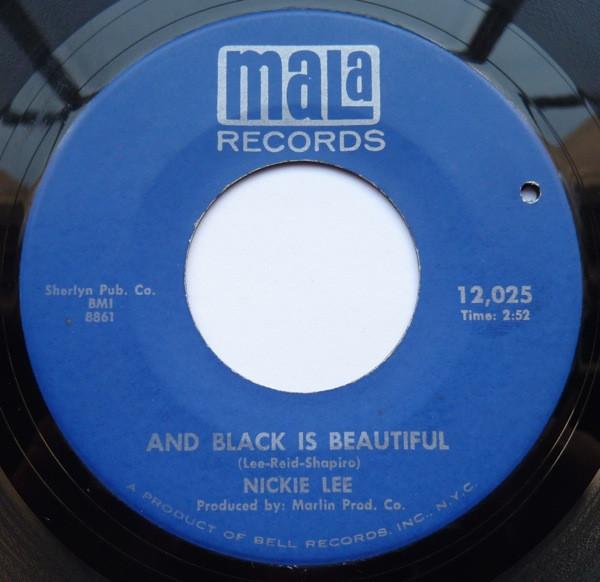 mala
RECORDS
Sherlyn Pub. Co.
BMI
8861
12,025
Time: 2:52
AND BLACK IS BEAUTIFUL
(Lee-Reid-Shapiro)
NICKIE LEE
Produced by: Marlin Prod. Co.
A PRODUCT OF BELL RECORDS, INC., N.Y.C.